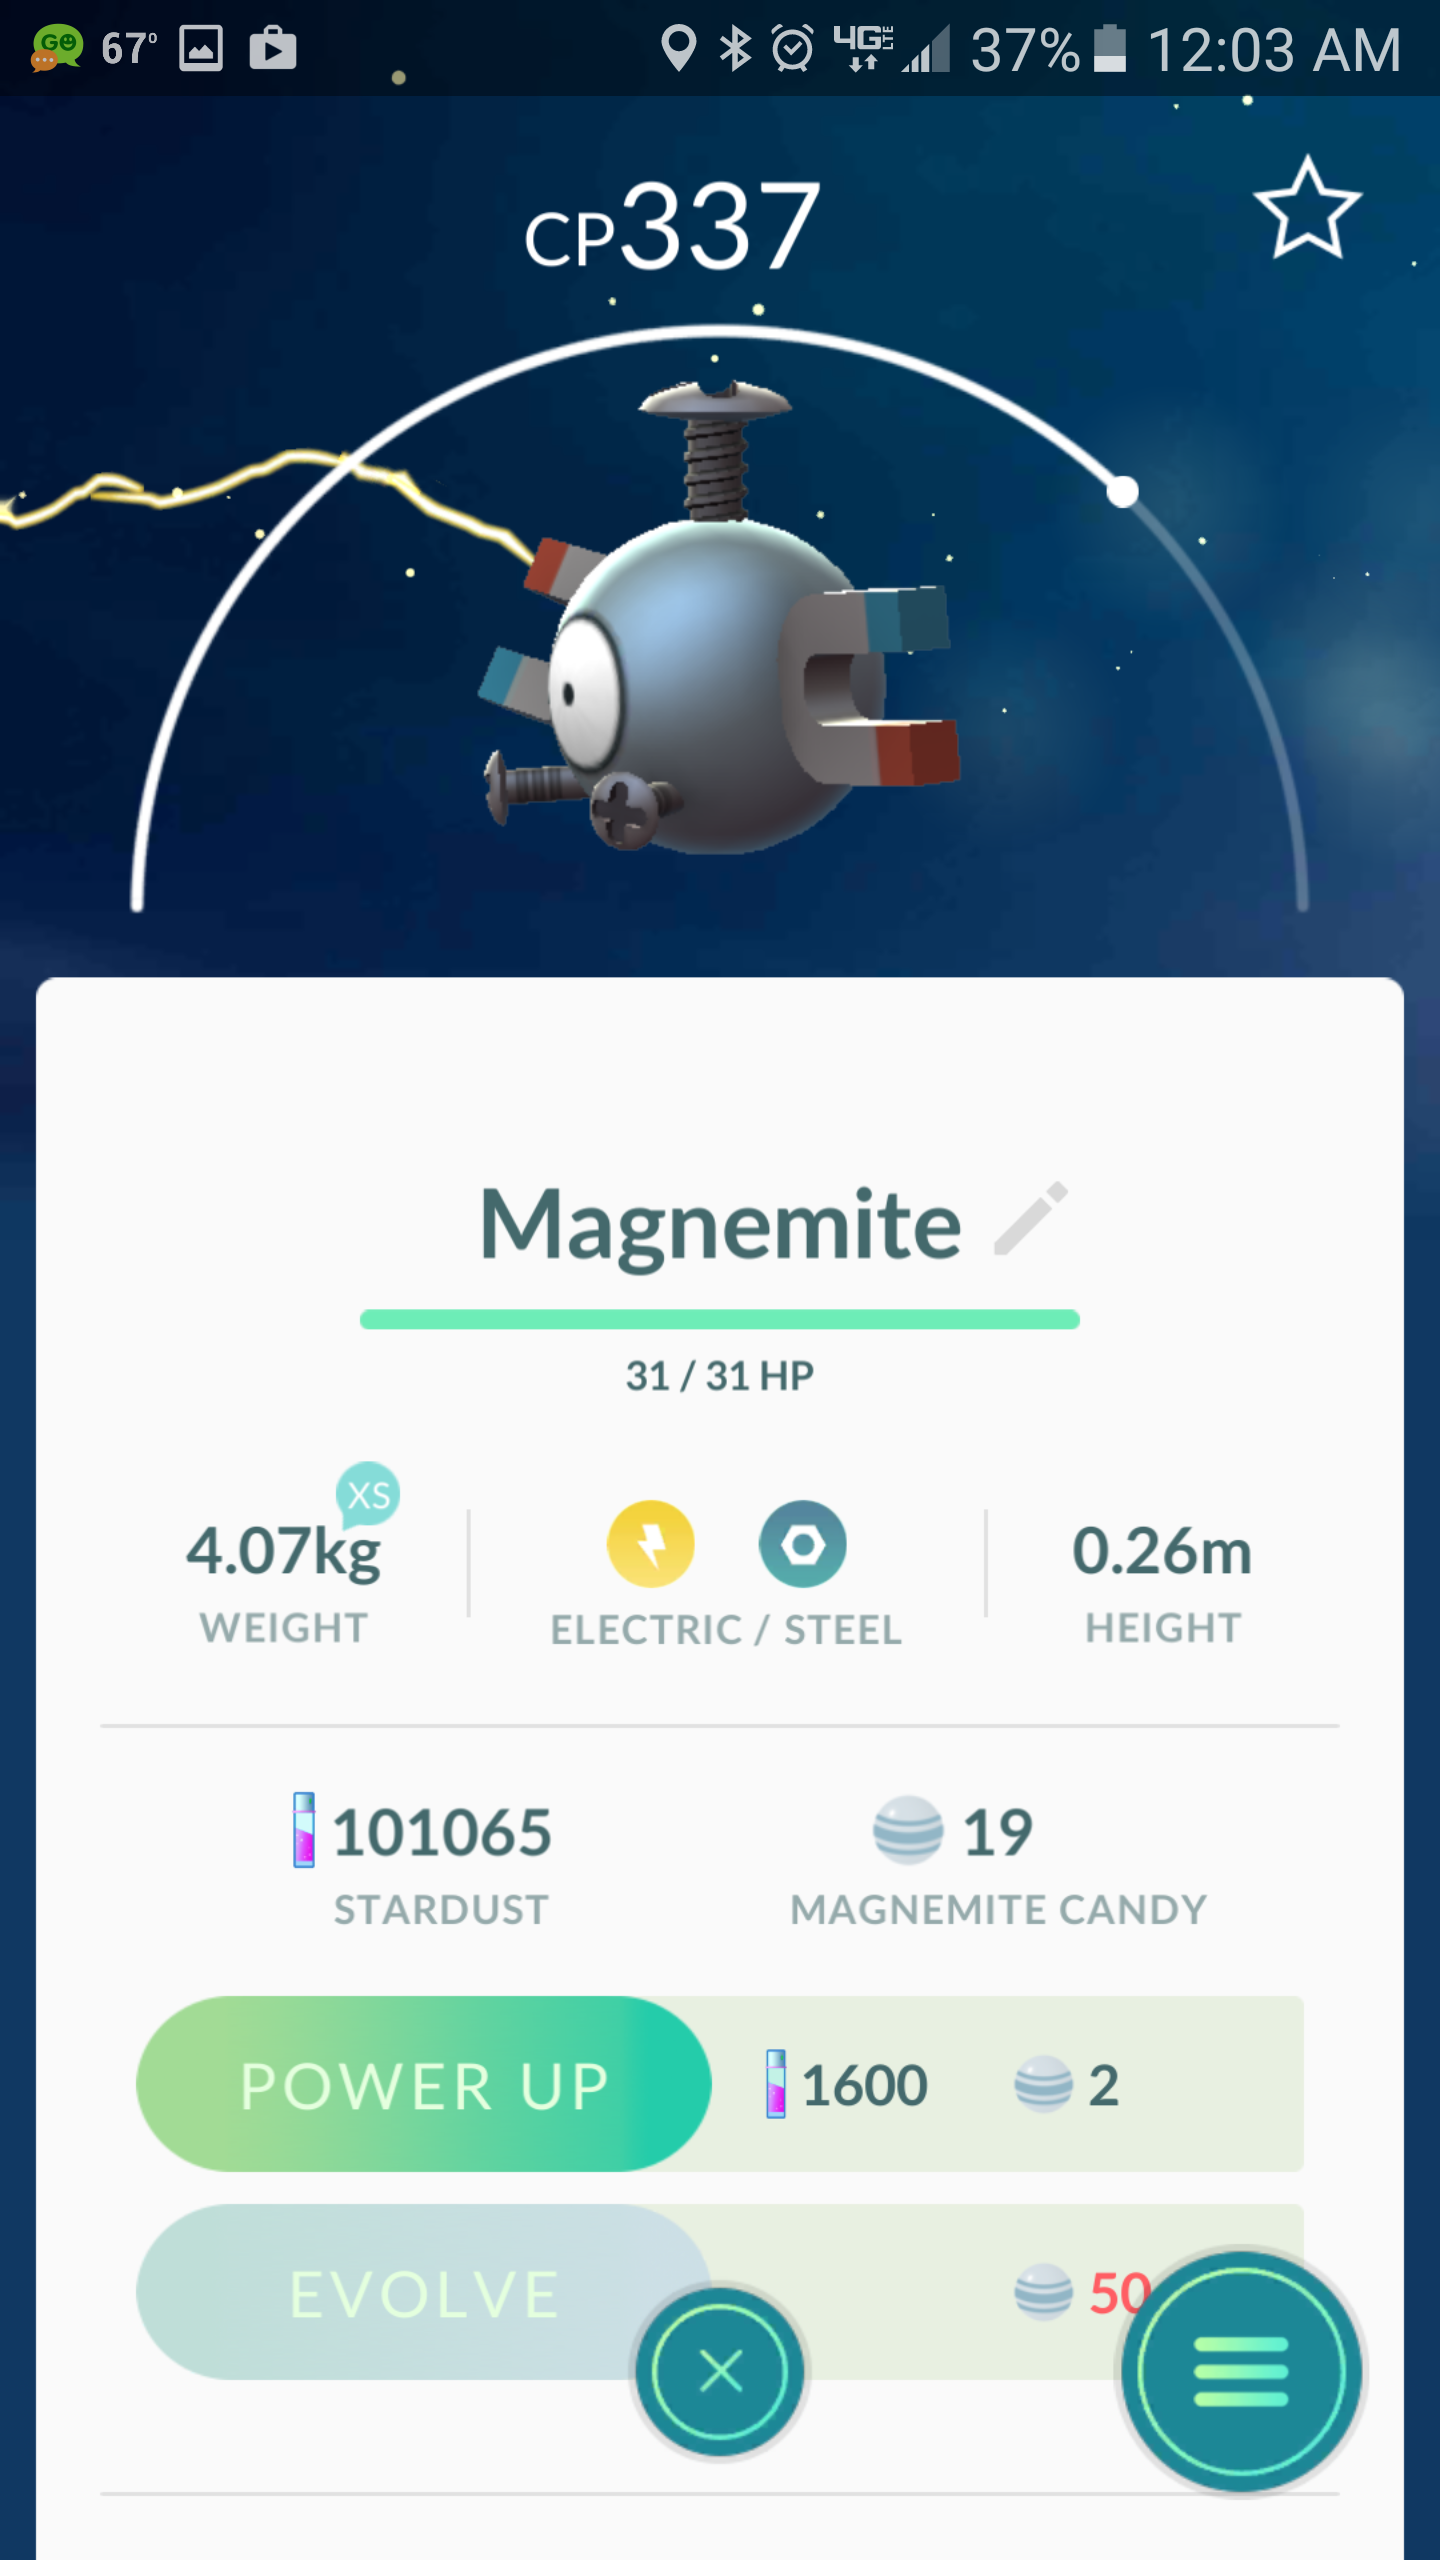 GO 67° 4G LTE 37% 12:03 AM
CP337
Magnemite
31 / 31 HP
XS
4.07kg
WEIGHT
ELECTRIC / STEEL
0.26m
HEIGHT
101065
STARDUST
19
MAGNEMITE CANDY
POWER UP 1600 2
EVOLVE 50